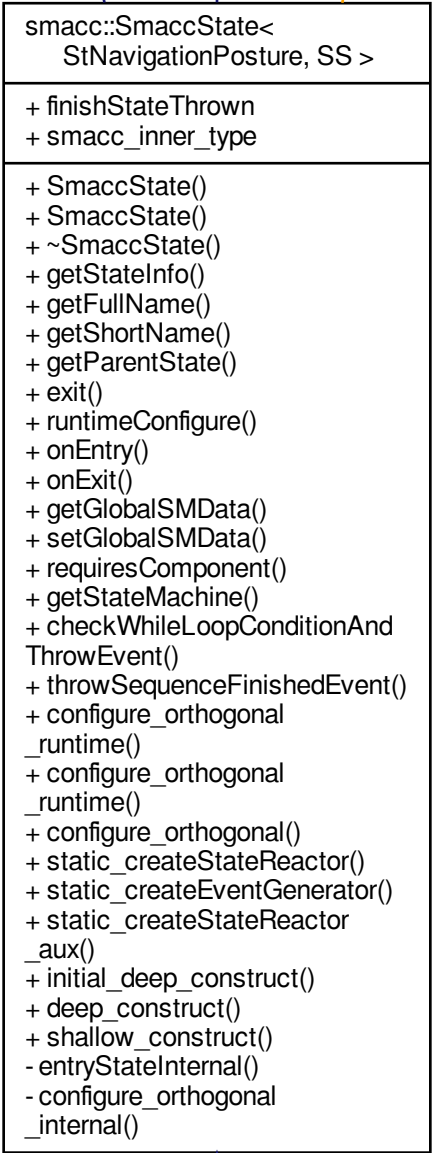 smacc::SmaccState<
StNavigationPosture, SS >
+ finishStateThrown
+ smacc_inner_type
+ SmaccState()
+ SmaccState()
+ ~SmaccState()
+ getStateInfo()
+ getFullName()
+ getShortName()
+ getParentState()
+ exit()
+ runtimeConfigure()
+ onEntry()
+ onExit()
+ getGlobalSMData()
+ setGlobalSMData()
+ requiresComponent()
+ getStateMachine()
+ checkWhileLoopConditionAnd
ThrowEvent()
+ throwSequenceFinishedEvent()
+ configure_orthogonal
_runtime()
+ configure_orthogonal
_runtime()
+ configure_orthogonal()
+ static_createStateReactor()
+ static_createEventGenerator()
+ static_createStateReactor
_aux()
+ initial_deep_construct()
+ deep_construct()
+ shallow_construct()
- entryStateInternal()
- configure_orthogonal
_internal()